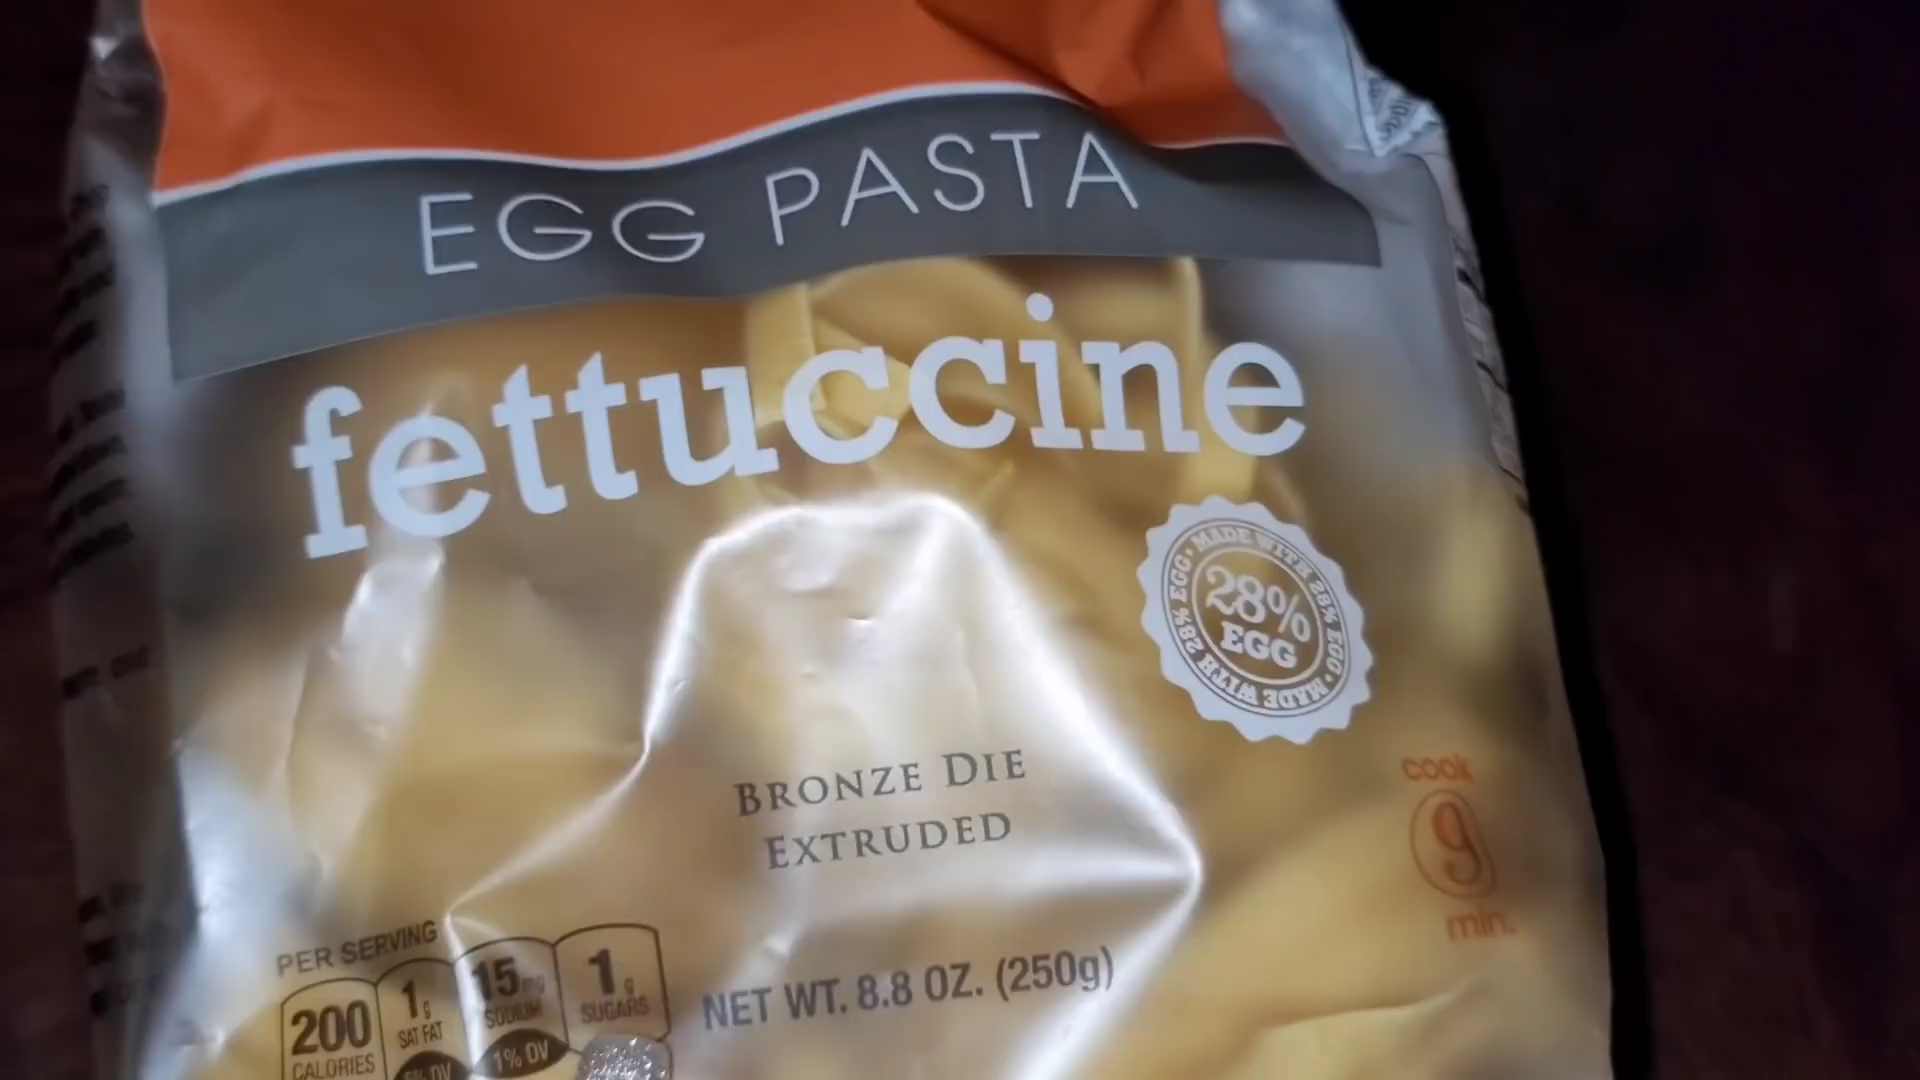 EGG PASTA
fettuccine
MADE WITH 28% EGG • MADE WITH 28% EGG •
28%
EGG
BRONZE DIE
EXTRUDED
cook
9
min.
PER SERVING
200
CALORIES
1g
SAT FAT
15mg
SODIUM
1% DV
1g
SUGARS
NET WT. 8.8 OZ. (250g)